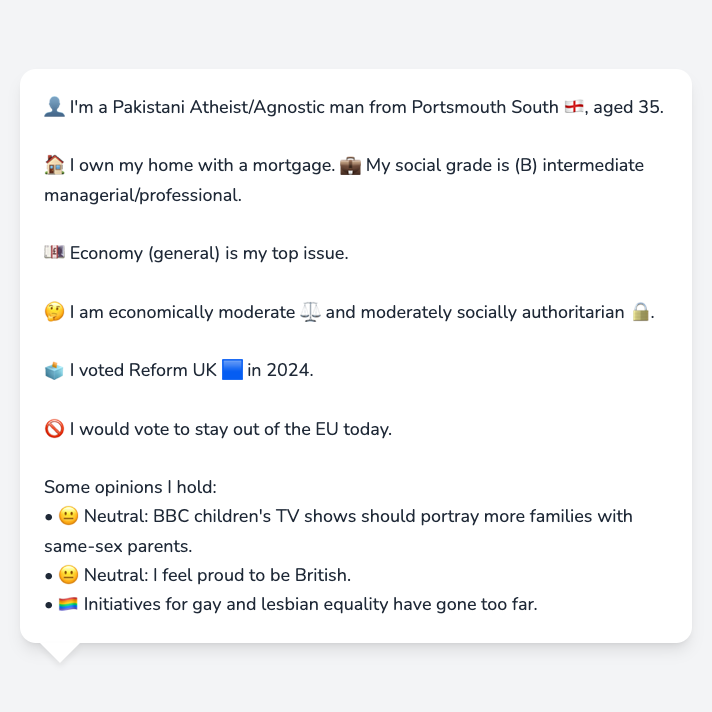 👤 I'm a Pakistani Atheist/Agnostic man from Portsmouth South 🏴󠁧󠁢󠁥󠁮󠁧󠁿, aged 35.
🏠 I own my home with a mortgage. 💼 My social grade is (B) intermediate
managerial/professional.
💷 Economy (general) is my top issue.
🤔 I am economically moderate ⚖️ and moderately socially authoritarian 🔒.
🗳️ I voted Reform UK 🟦 in 2024.
🚫 I would vote to stay out of the EU today.
Some opinions I hold:
• 😐 Neutral: BBC children's TV shows should portray more families with
same-sex parents.
• 😐 Neutral: I feel proud to be British.
• 🏳️‍🌈 Initiatives for gay and lesbian equality have gone too far.